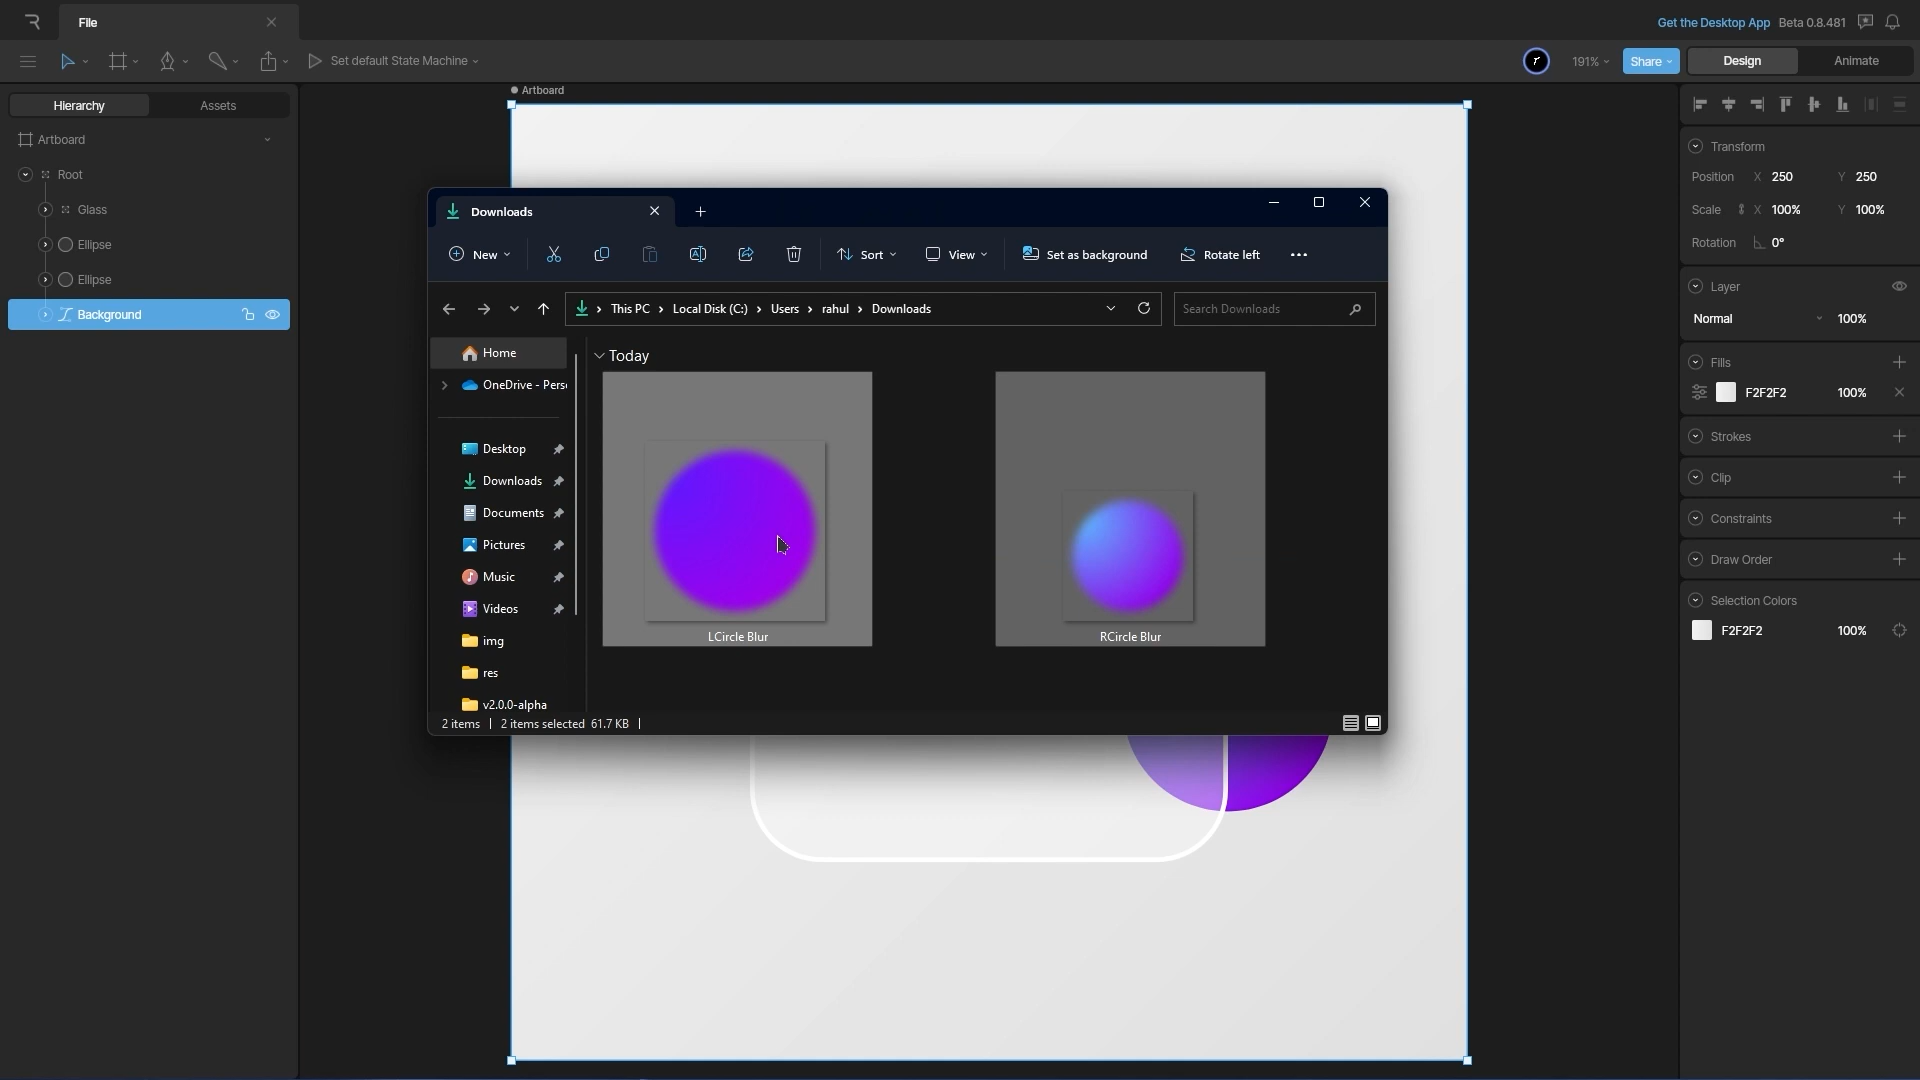 File
Get the Desktop App Beta 0.8.481
Set default State Machine
191%
Share
Design
Animate
Hierarchy
Assets
Artboard
Root
Glass
Ellipse
Ellipse
Background
Artboard
Downloads
New
Sort
View
Set as background
Rotate left
This PC > Local Disk (C:) > Users > rahul > Downloads
Search Downloads
Home
OneDrive - Pers
Desktop
Downloads
Documents
Pictures
Music
Videos
img
res
v2.0.0-alpha
Today
LCircle Blur
RCircle Blur
2 items | 2 items selected 61.7 KB |
Transform
Position X 250 Y 250
Scale X 100% Y 100%
Rotation 0°
Layer
Normal 100%
Fills
F2F2F2 100%
Strokes
Clip
Constraints
Draw Order
Selection Colors
F2F2F2 100%